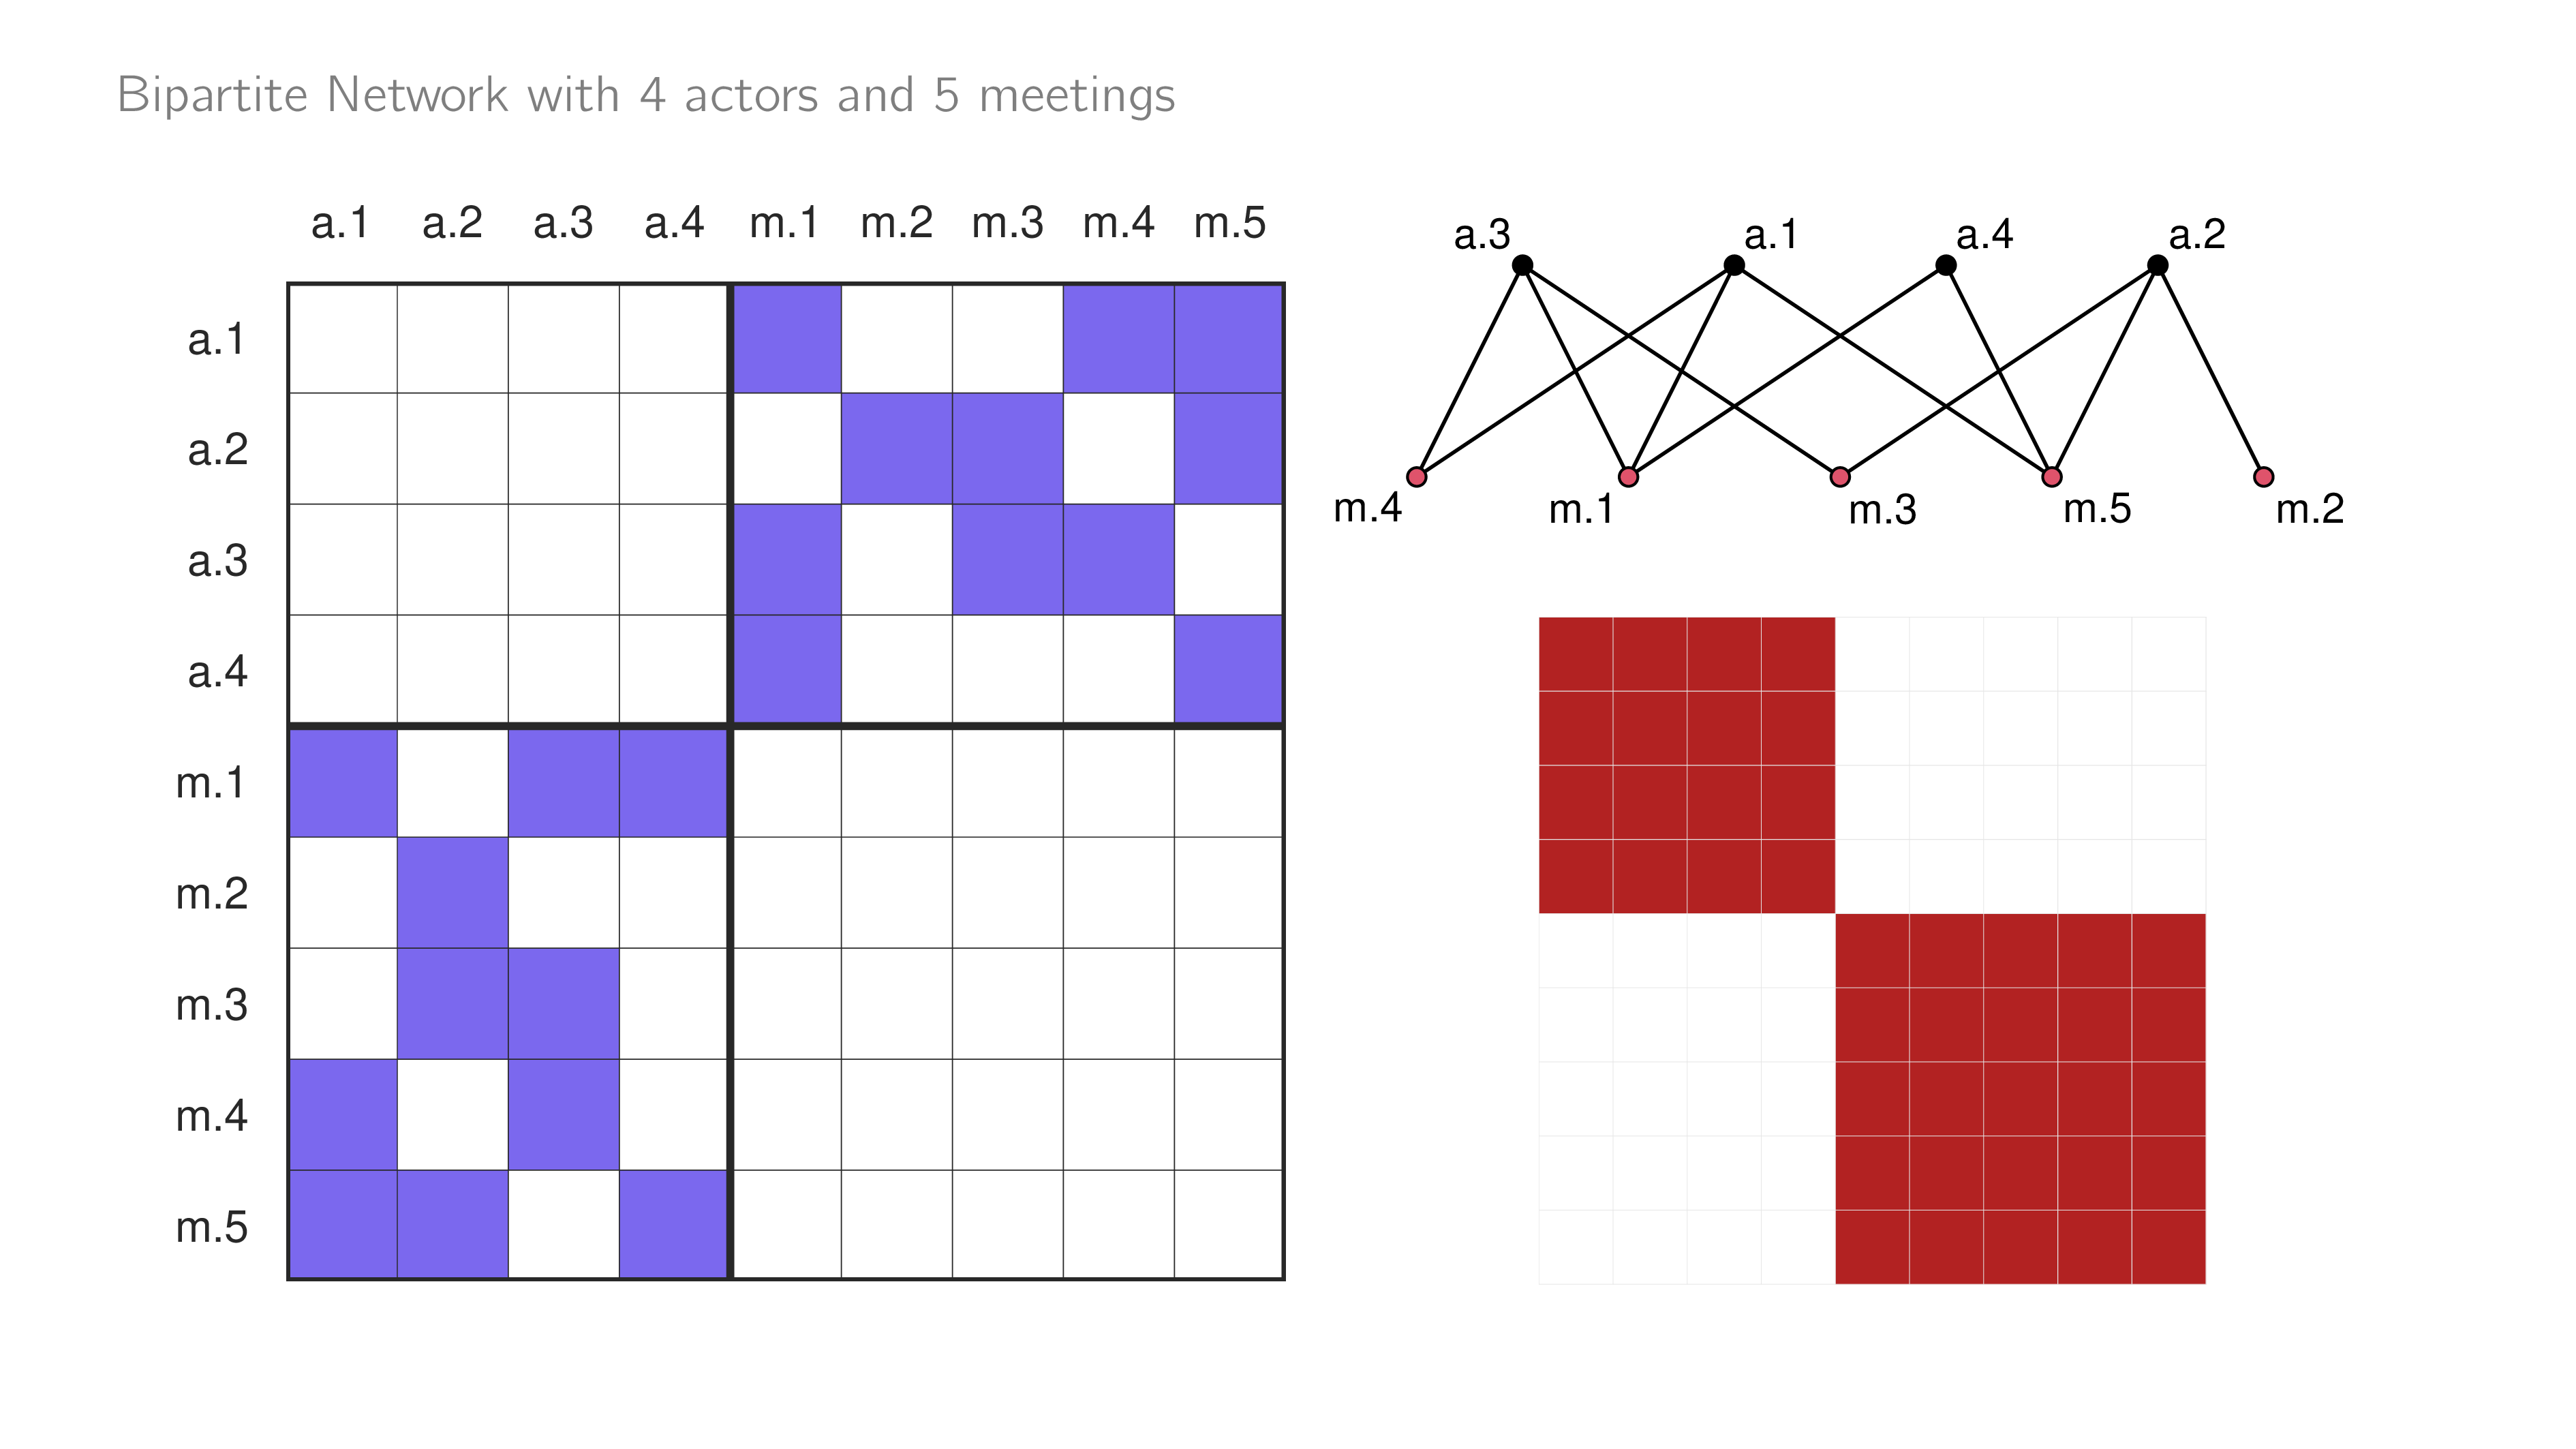 Bipartite Network with 4 actors and 5 meetings
a.1 a.2 a.3 a.4 m.1 m.2 m.3 m.4 m.5
a.1
a.2
a.3
a.4
m.1
m.2
m.3
m.4
m.5
a.3 a.1 a.4 a.2
m.4 m.1 m.3 m.5 m.2